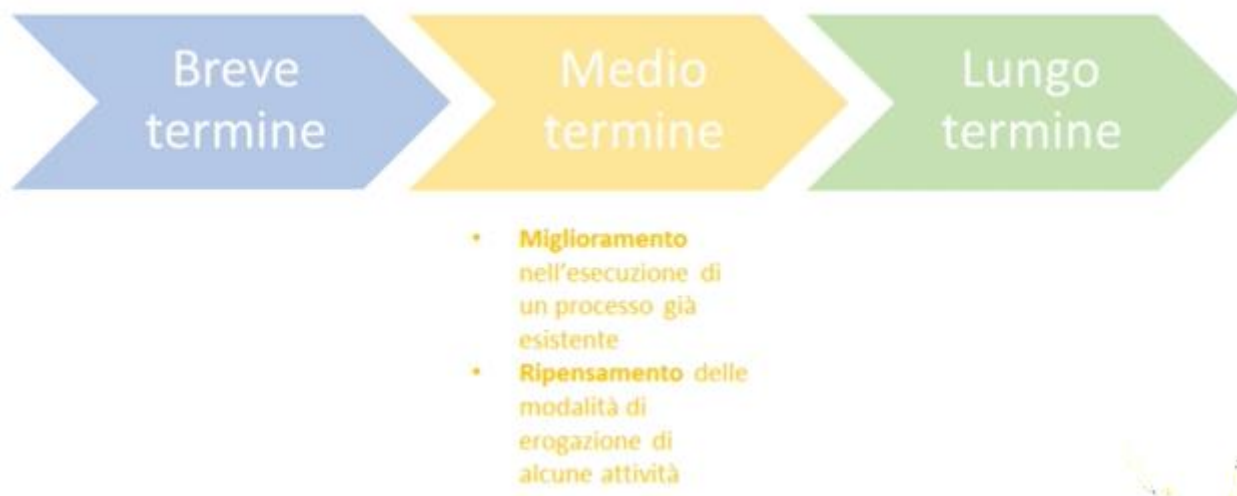 Breve
termine
Medio
termine
Lungo
termine
• Miglioramento
nell'esecuzione di
un processo già
esistente
• Ripensamento delle
modalità di
erogazione di
alcune attività